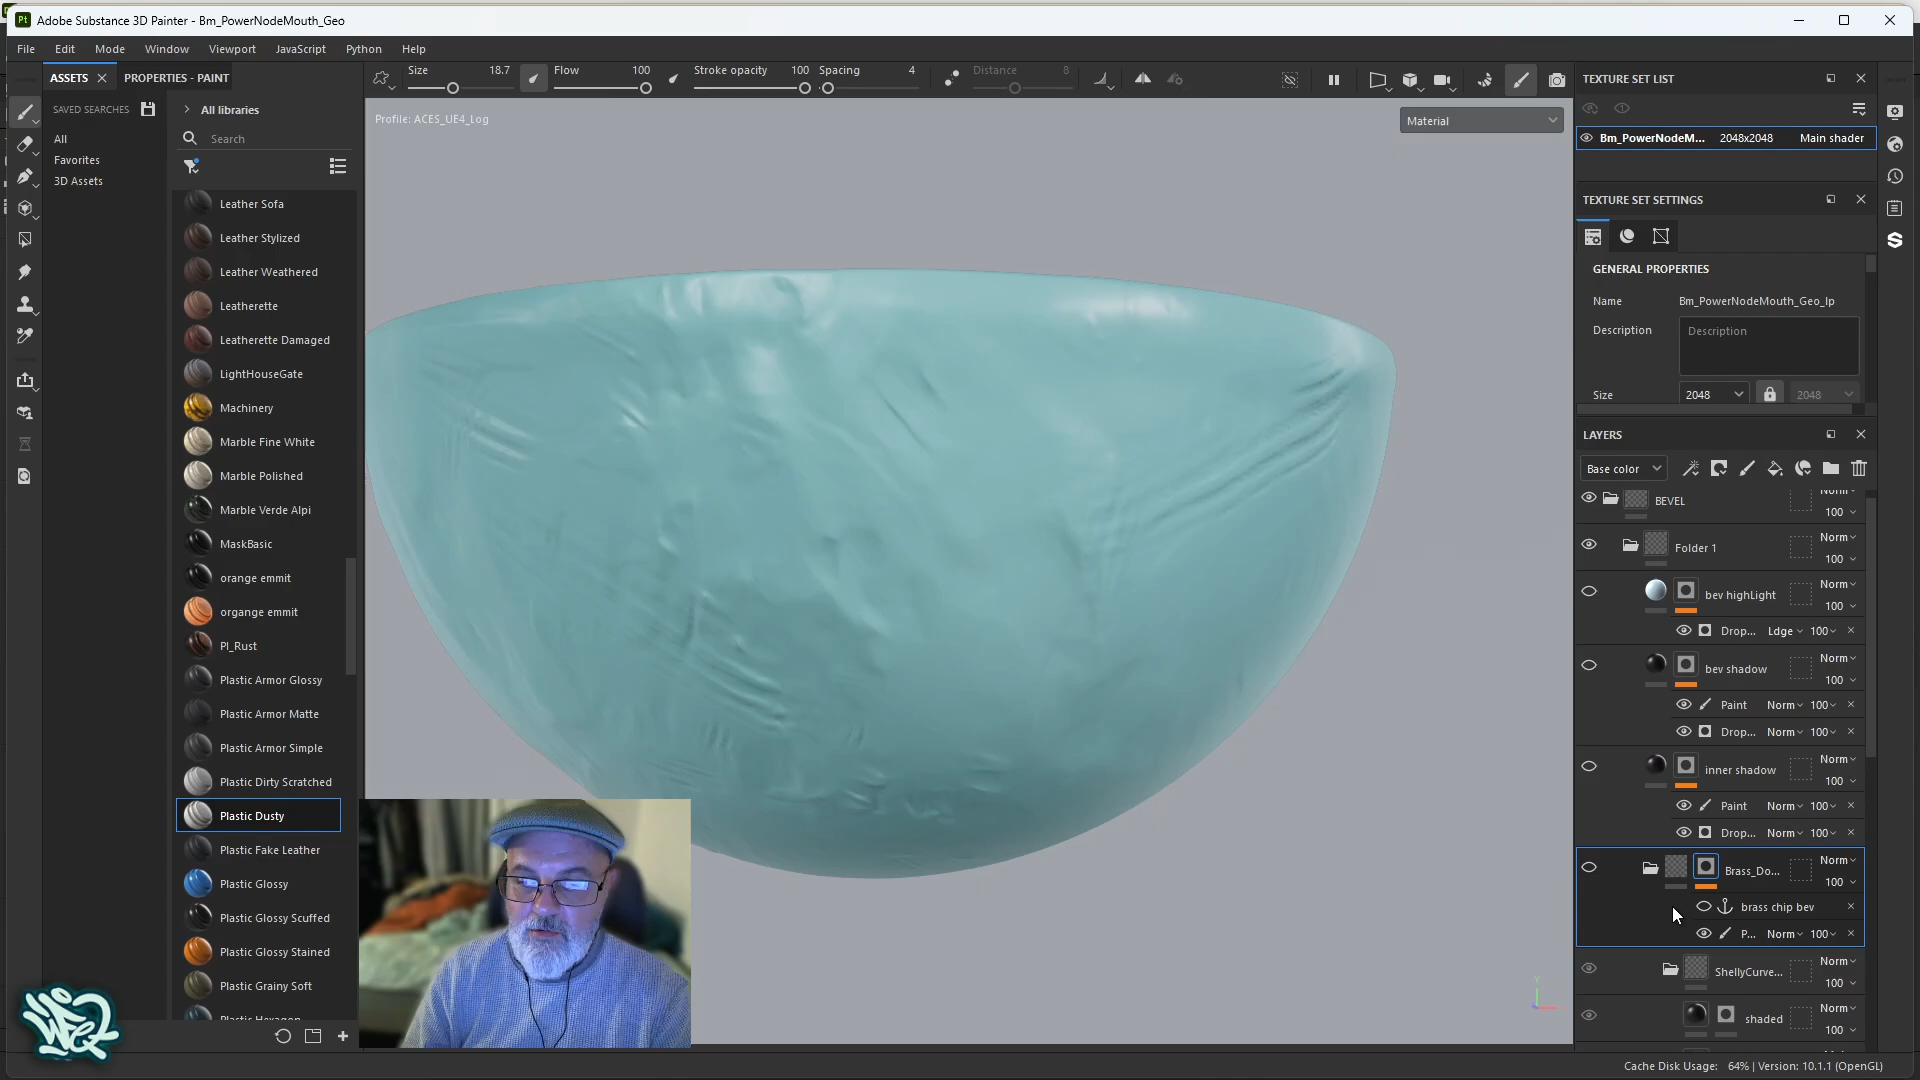 Adobe Substance 3D Painter - Bm_PowerNodeMouth_Geo
File Edit Mode Window Viewport JavaScript Python Help
ASSETS PROPERTIES - PAINT
Size 18.7 Flow 100 Stroke opacity 100 Spacing 4 Distance 8
SAVED SEARCHES
All
Favorites
3D Assets
All libraries
Search
Leather Sofa
Leather Stylized
Leather Weathered
Leatherette
Leatherette Damaged
LightHouseGate
Machinery
Marble Fine White
Marble Polished
Marble Verde Alpi
MaskBasic
orange emmit
organge emmit
Pl_Rust
Plastic Armor Glossy
Plastic Armor Matte
Plastic Armor Simple
Plastic Dirty Scratched
Plastic Dusty
Plastic Fake Leather
Plastic Glossy
Plastic Glossy Scuffed
Plastic Glossy Stained
Plastic Grainy Soft
Plastic Hexagon
Profile: ACES_UE4_Log
Material
TEXTURE SET LIST
Bm_PowerNodeM... 2048x2048 Main shader
TEXTURE SET SETTINGS
GENERAL PROPERTIES
Name Bm_PowerNodeMouth_Geo_lp
Description Description
Size 2048 2048
LAYERS
Base color
BEVEL Norm 100
Folder 1 Norm 100
bev highLight Norm 100
Drop... Ldge 100
bev shadow Norm 100
Paint Norm 100
Drop... Norm 100
inner shadow Norm 100
Paint Norm 100
Drop... Norm 100
Brass_Do... Norm 100
brass chip bev
P... Norm 100
ShellyCurve... Norm 100
shaded Norm 100
Cache Disk Usage: 64% | Version: 10.1.1 (OpenGL)